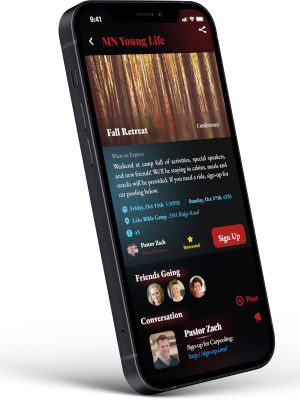 9:41
MN Young Life
Fall Retreat
Conference
What to Expect:
Weekend at camp full of activities, special speakers,
and new friends! We'll be staying in cabins, meals and
snacks will be provided. If you need a ride, sign-up for
car pooling below.
Friday, Oct 15th 5:30PM
Sunday, Oct 17th 4PM
Lake Bible Camp
2345 Ridge Road
45
Pastor Zach
Interested
Sign Up
Friends Going
Post
Conversation
Pastor Zach
Sign-up for Carpooling:
http://sign-up.com/